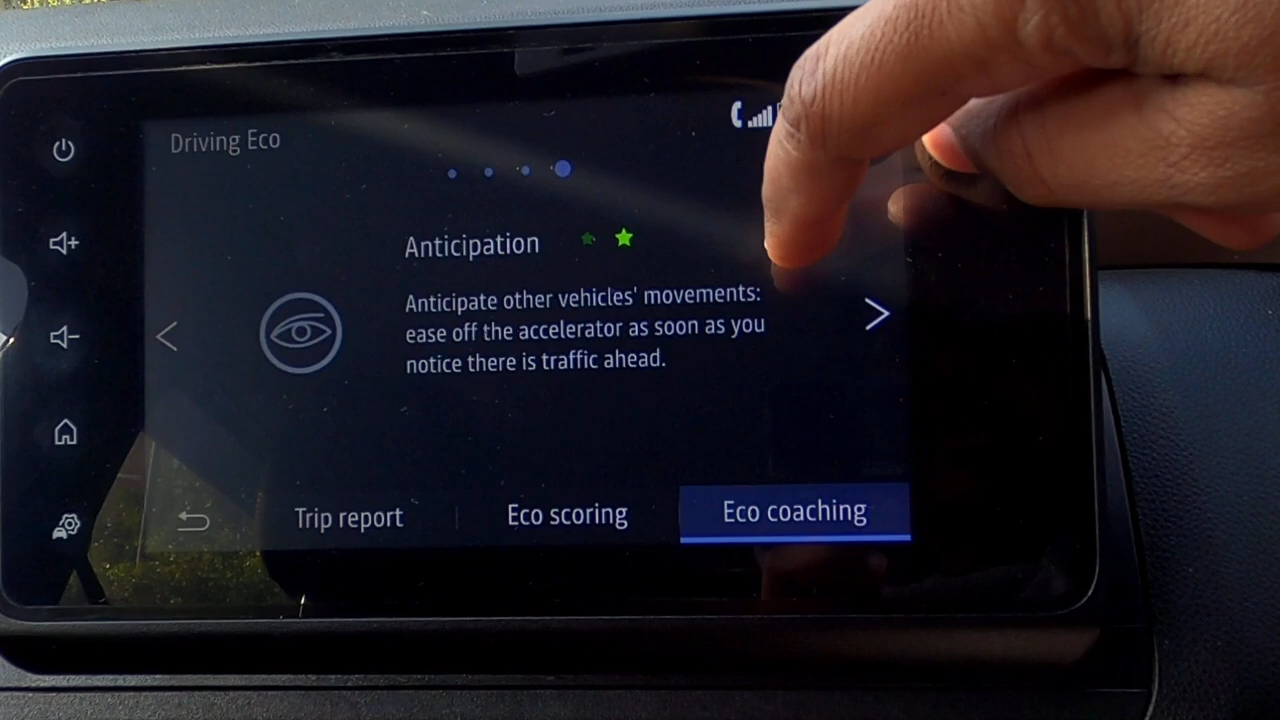 Driving Eco
Anticipation
Anticipate other vehicles' movements:
ease off the accelerator as soon as you
notice there is traffic ahead.
Trip report
Eco scoring
Eco coaching